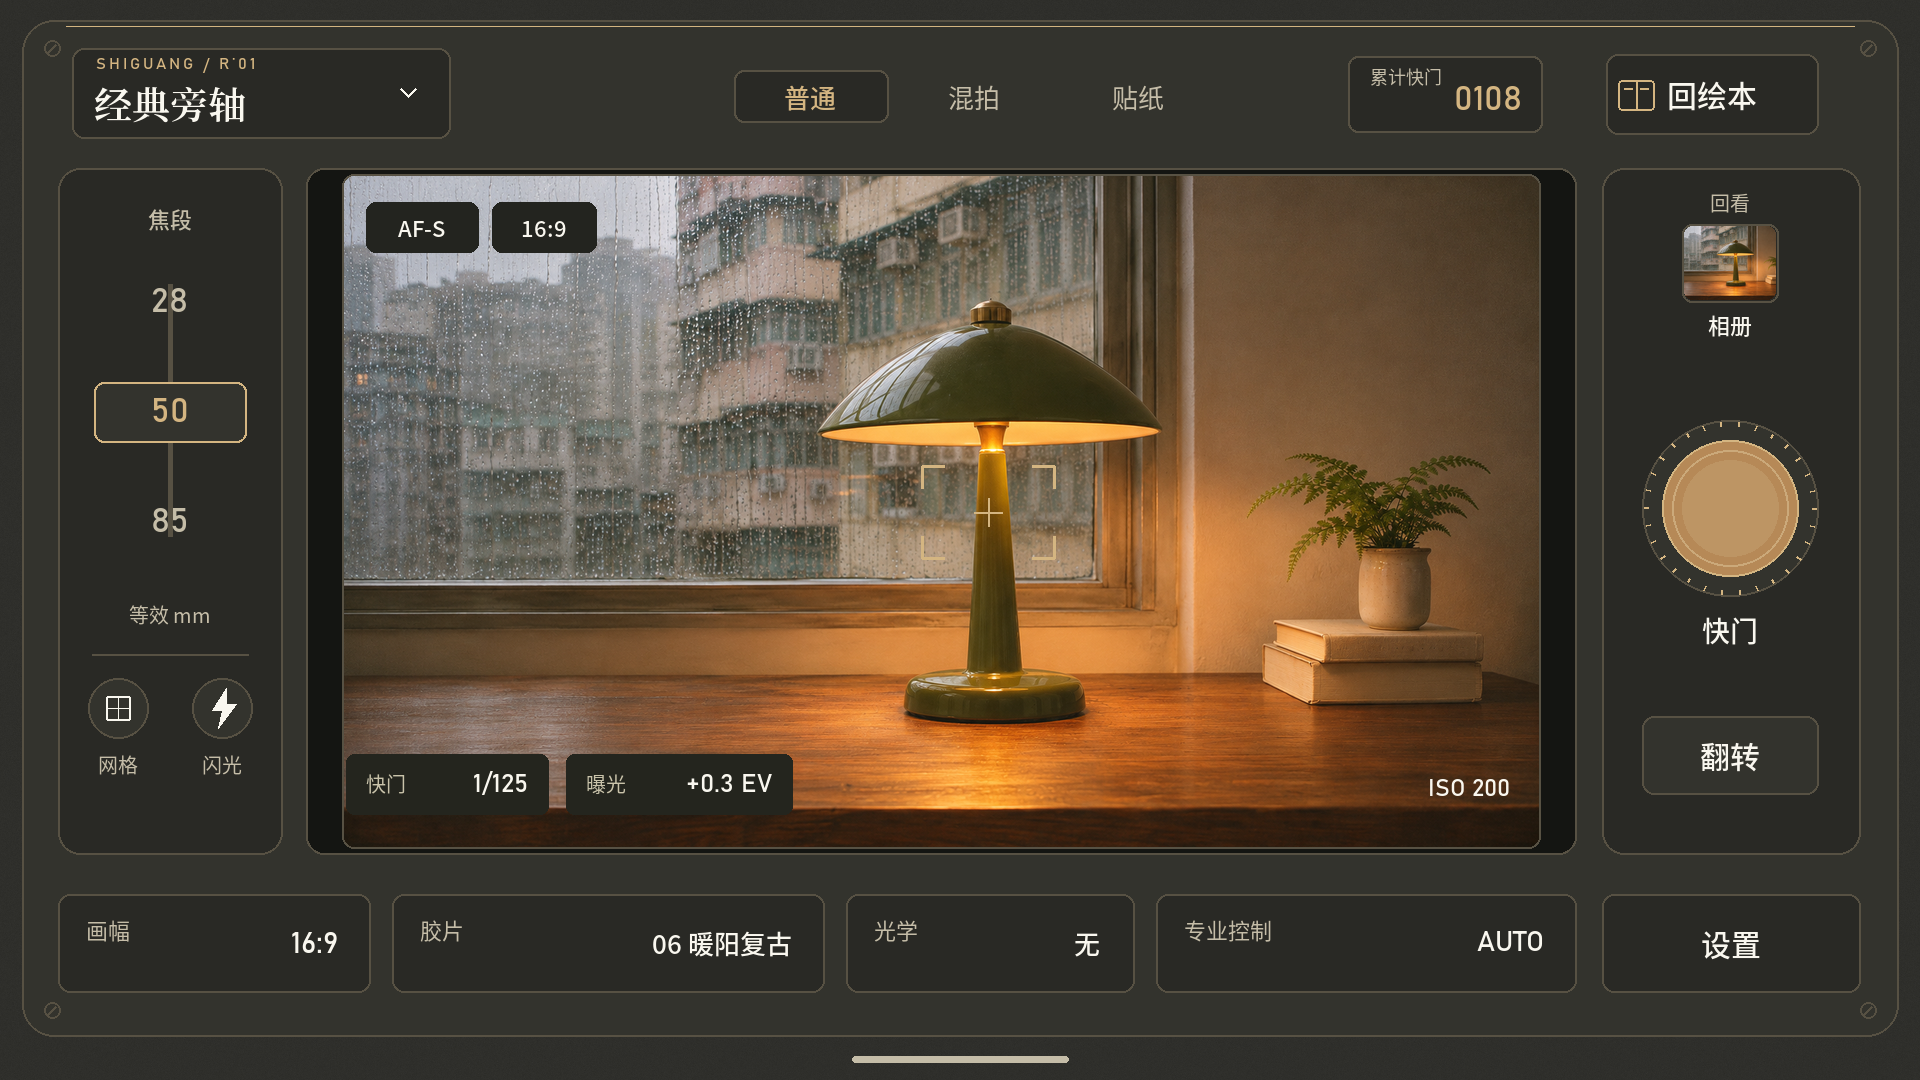 SHIGUANG / R'01
经典旁轴
普通
混拍
贴纸
累计快门
0108
回绘本
焦段
28
50
85
等效 mm
网格
闪光
AF-S
16:9
快门
1/125
曝光
+0.3 EV
ISO 200
回看
相册
快门
翻转
画幅
16:9
胶片
06 暖阳复古
光学
无
专业控制
AUTO
设置